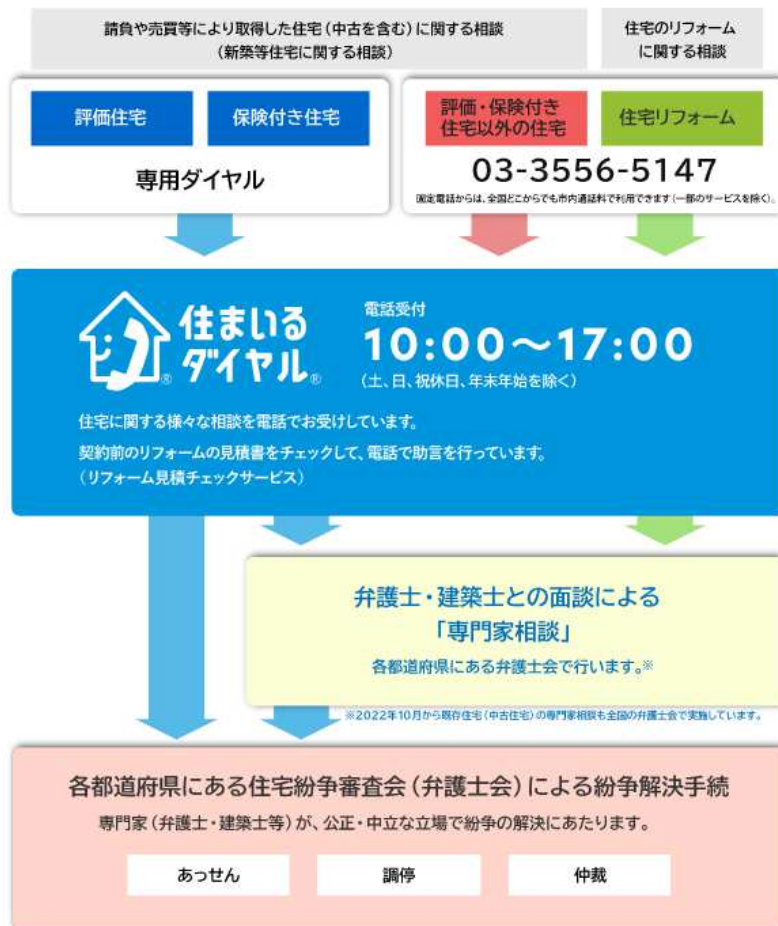 請負や売買等により取得した住宅(中古を含む)に関する相談
(新築等住宅に関する相談)
住宅のリフォーム
に関する相談
評価住宅
保険付き住宅
専用ダイヤル
評価・保険付き
住宅以外の住宅
住宅リフォーム
03-3556-5147
固定電話からは、全国どこからでも市内通話料で利用できます(一部のサービスを除く)。
住まいる
ダイヤル®
®
電話受付
10:00～17:00
(土、日、祝休日、年末年始を除く)
住宅に関する様々な相談を電話でお受けしています。
契約前のリフォームの見積書をチェックして、電話で助言を行っています。
(リフォーム見積チェックサービス)
弁護士・建築士との面談による
「専門家相談」
各都道府県にある弁護士会で行います。※
※2022年10月から既存住宅(中古住宅)の専門家相談も全国の弁護士会で実施しています。
各都道府県にある住宅紛争審査会(弁護士会)による紛争解決手続
専門家(弁護士・建築士等)が、公正・中立な立場で紛争の解決にあたります。
あっせん
調停
仲裁